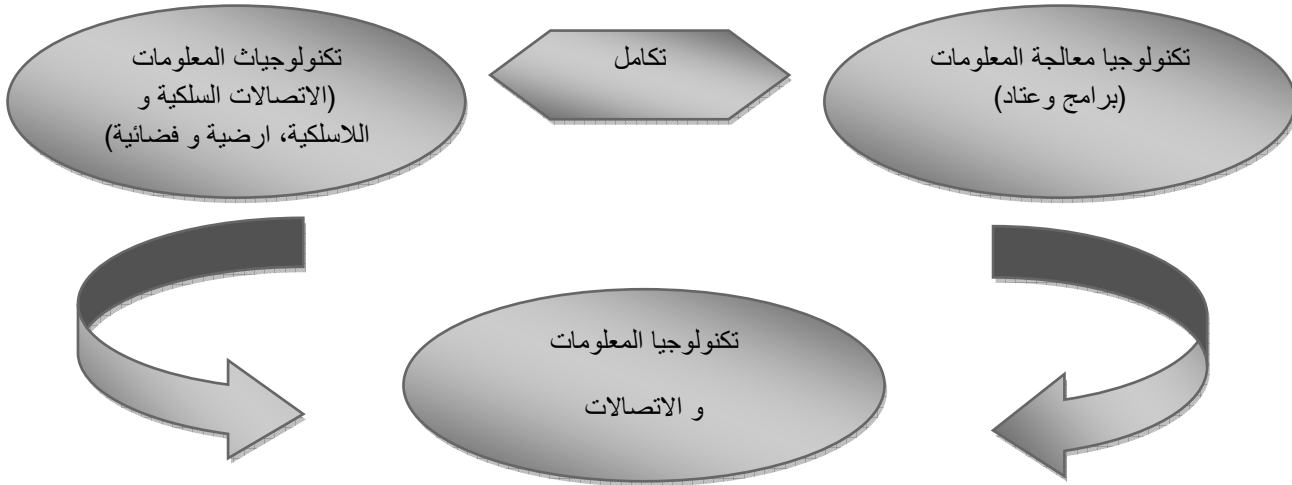 تكنولوجيا معالجة المعلومات
(برامج وعتاد)
تكامل
تكنولوجياث المعلومات
(الاتصالات السلكية و
اللاسلكية، ارضية و فضائية)
تكنولوجيا المعلومات
و الاتصالات